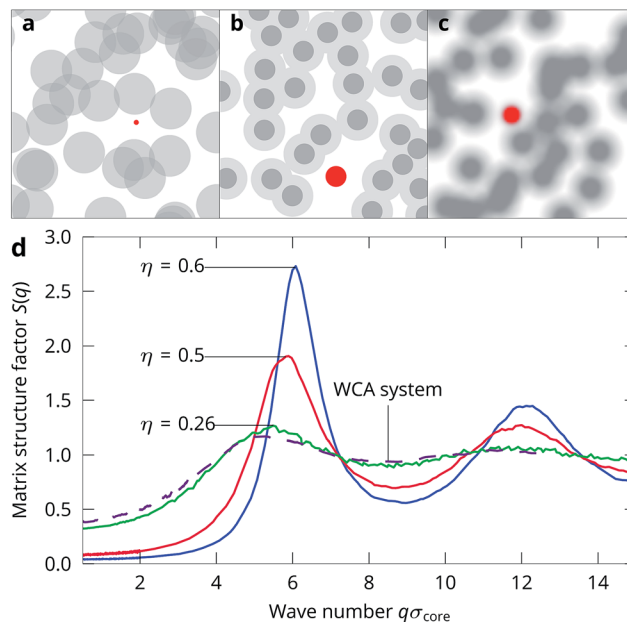 a
b
c
d
3.0
2.5
2.0
1.5
1.0
0.5
0.0
Matrix structure factor S(q)
η = 0.6
η = 0.5
η = 0.26
WCA system
2 4 6 8 10 12 14
Wave number qσcore